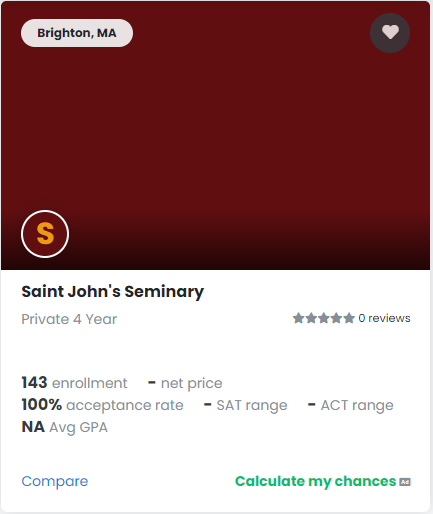 Brighton, MA
S
Saint John's Seminary
Private 4 Year
0 reviews
143 enrollment - net price
100% acceptance rate - SAT range - ACT range
NA Avg GPA
Compare
Calculate my chances Ad